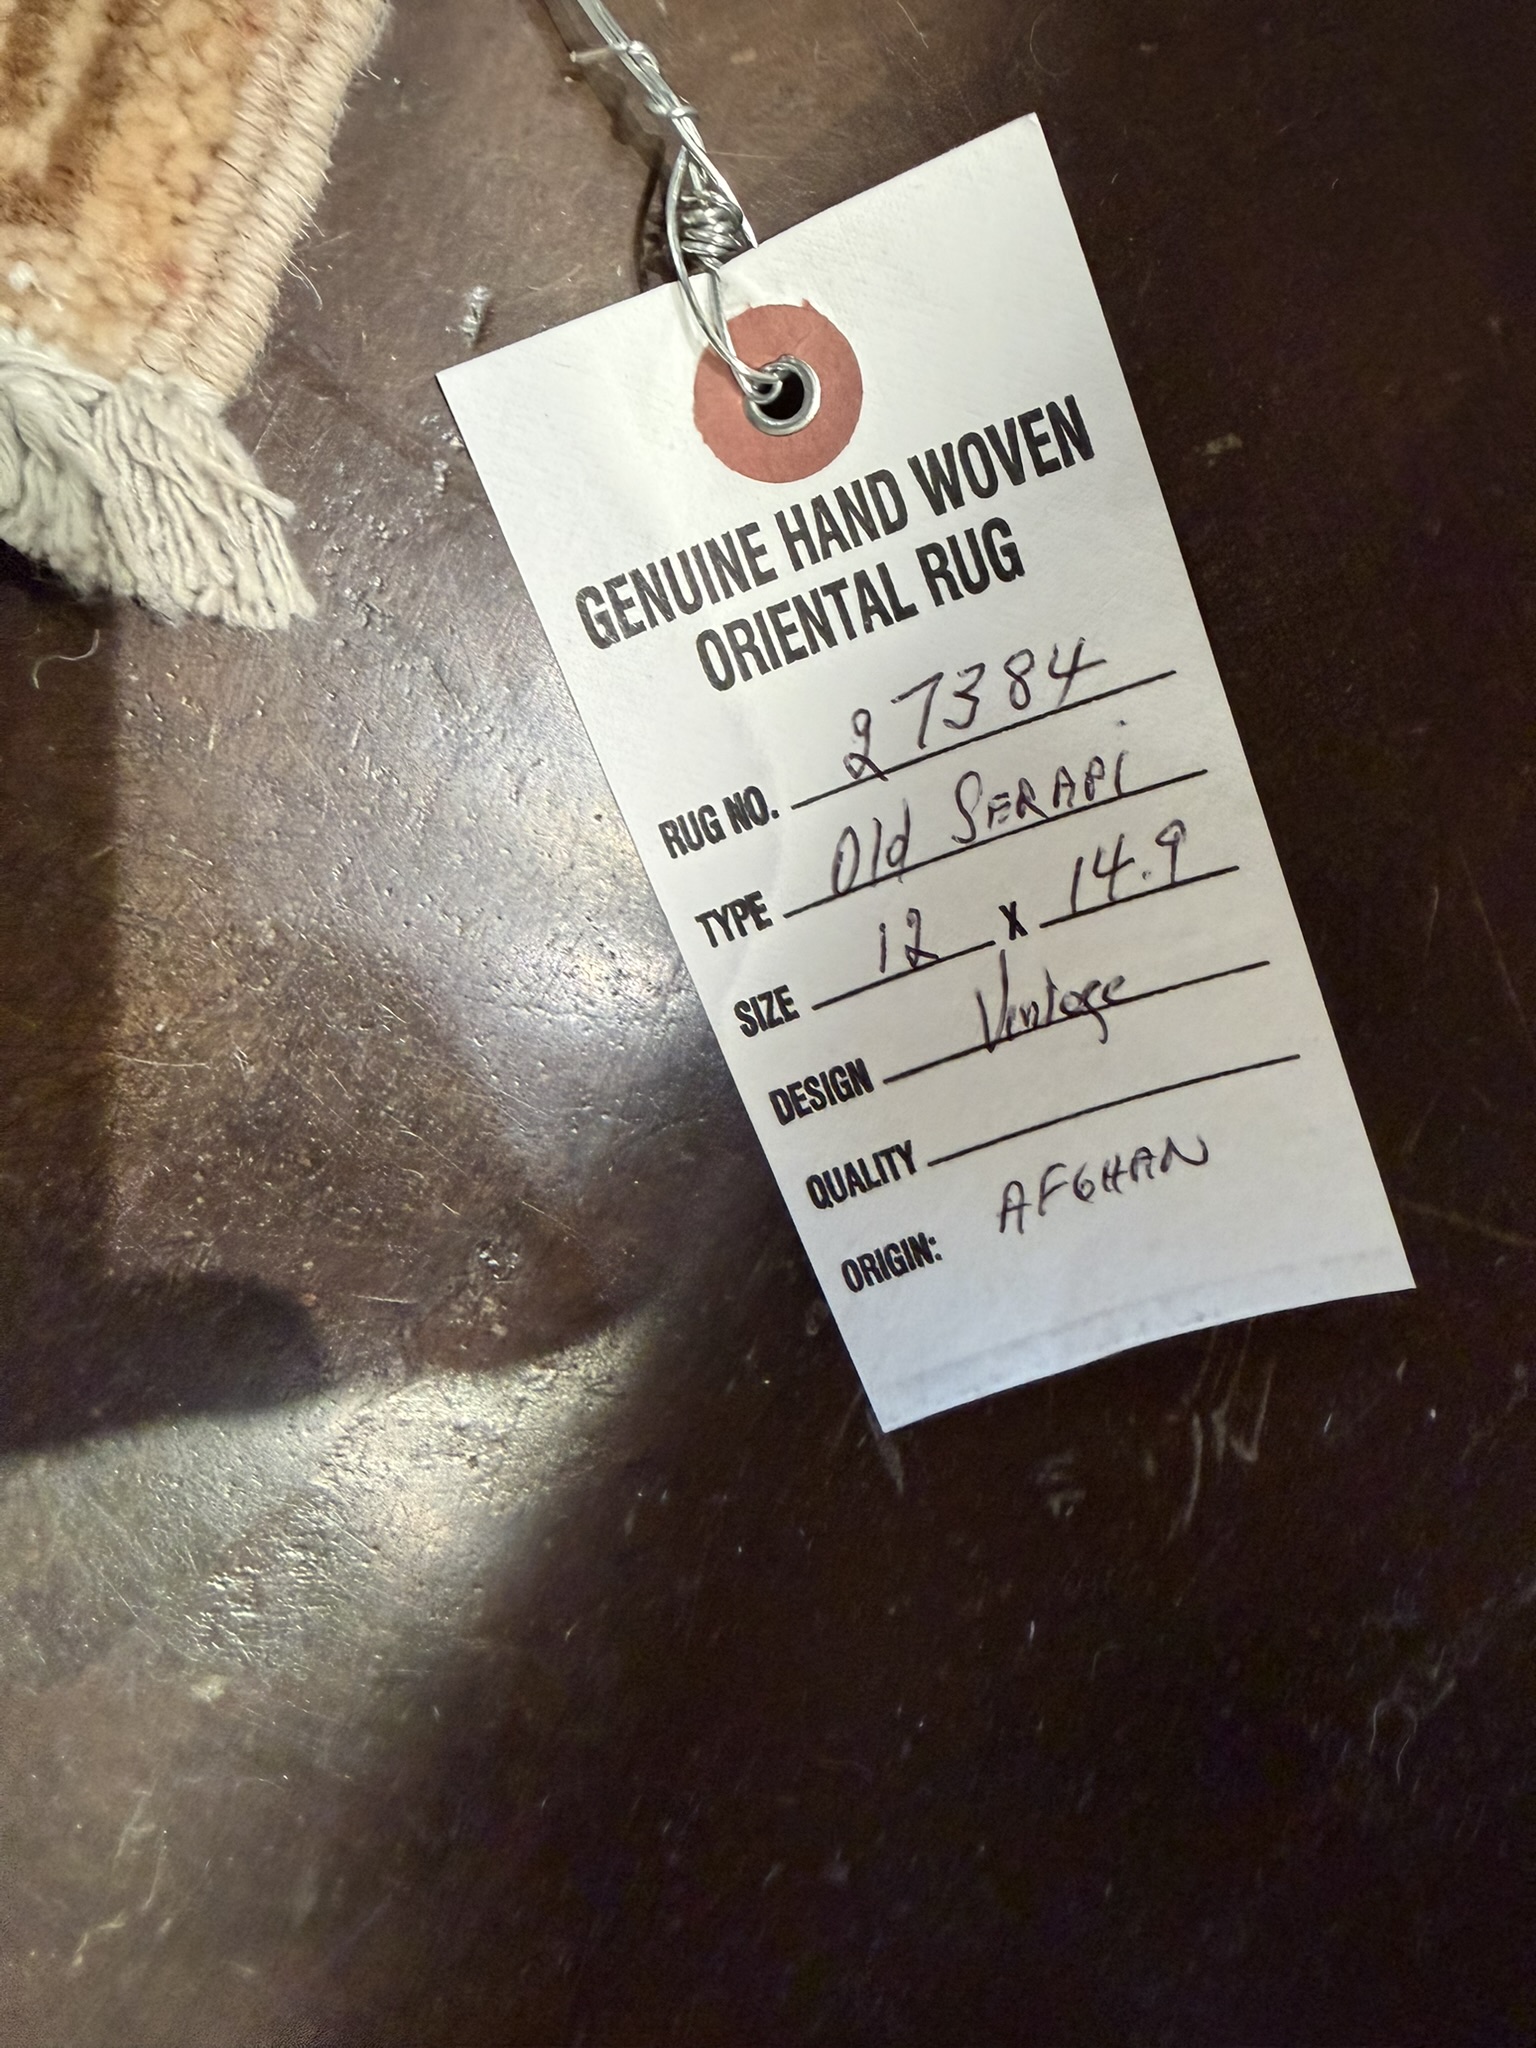 GENUINE HAND WOVEN
ORIENTAL RUG
RUG NO. 27384
TYPE Old SERAPI
SIZE 12 X 14.9
DESIGN Vintage
QUALITY
ORIGIN: AFGHAN